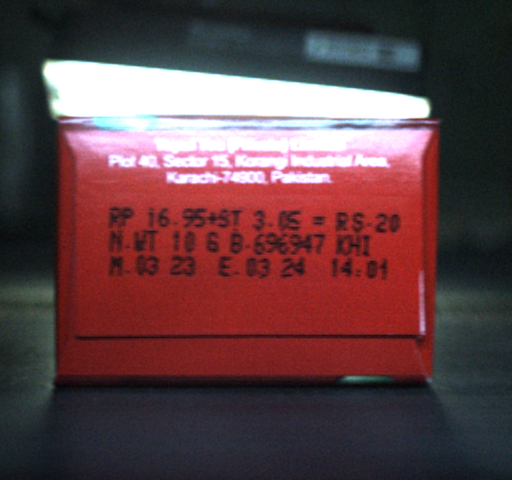 Plot 40, Sector 15, Korangi Industrial Area,
Karachi-74900, Pakistan.
RP 16.95+ST 3.05 = RS-20
N.WT 10 G B-696947 KHI
M.03 23 E.03 24 14:01